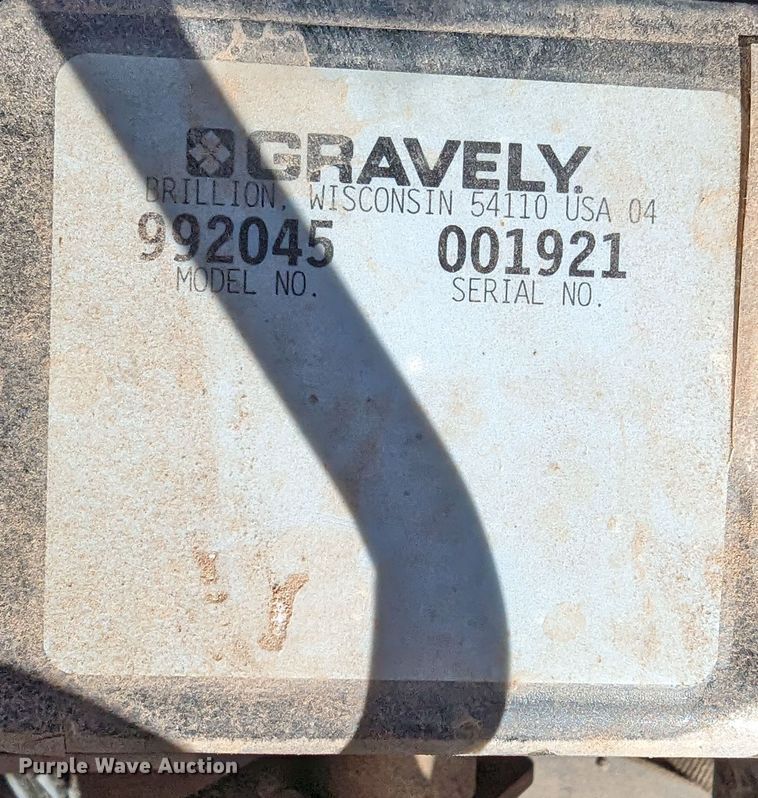 GRAVELY.
BRILLION, WISCONSIN 54110 USA 04
992045 001921
MODEL NO. SERIAL NO.
Purple Wave Auction